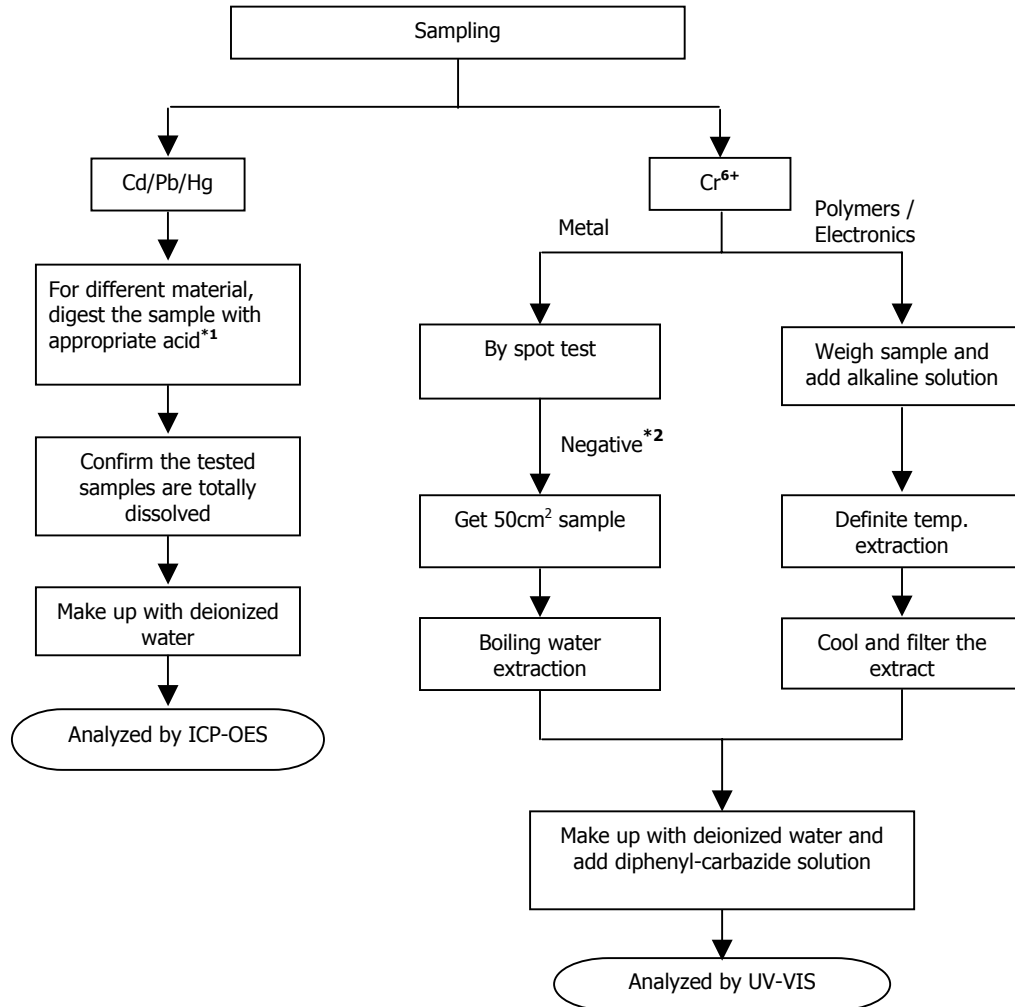 Sampling
Cd/Pb/Hg
For different material,
digest the sample with
appropriate acid*1
Confirm the tested
samples are totally
dissolved
Make up with deionized
water
Analyzed by ICP-OES
Cr6+
Metal
Polymers /
Electronics
By spot test
Negative*2
Get 50cm2 sample
Boiling water
extraction
Weigh sample and
add alkaline solution
Definite temp.
extraction
Cool and filter the
extract
Make up with deionized water and
add diphenyl-carbazide solution
Analyzed by UV-VIS